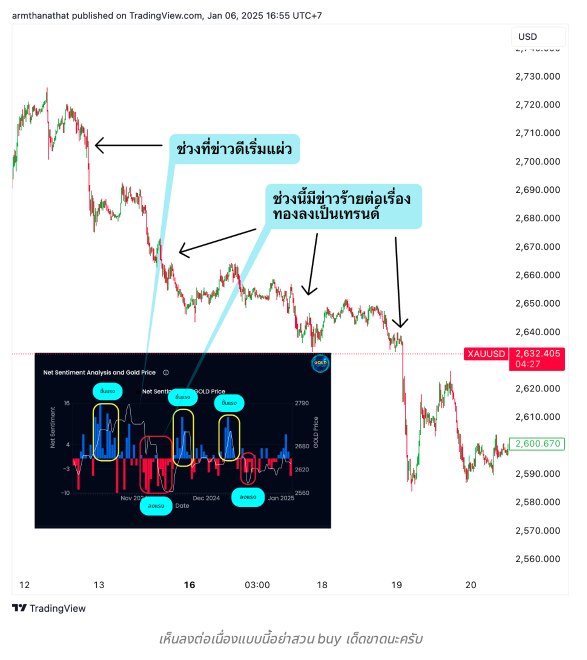 armthanathat published on TradingView.com, Jan 06, 2025 16:55 UTC+7
USD
2,740.000
2,730.000
2,720.000
2,710.000
2,700.000
2,690.000
2,680.000
2,670.000
2,660.000
2,650.000
2,640.000
XAUUSD 2,632.405
04:27
2,620.000
2,610.000
2,600.670
2,590.000
2,580.000
2,570.000
2,560.000
ช่วงที่ข่าวดีเริ่มแผ่ว
ช่วงนี้มีข่าวร้ายต่อเรื่อง
ทองลงเป็นเทรนด์
Net Sentiment Analysis and Gold Price
GOLD
Net Sentiment
GOLD Price
ขึ้นแรง
ขึ้นแรง
ขึ้นแรง
16
4
−3
−10
2780
2680
2620
2560
Net Sentiment
GOLD Price
ลงแรง
ลงแรง
Nov 202
Dec 2024
Jan 2025
Date
12 13 16 03:00 18 19 20
TradingView
เห็นลงต่อเนื่องแบบนี้อย่าสวน buy เด็ดขาดนะครับ